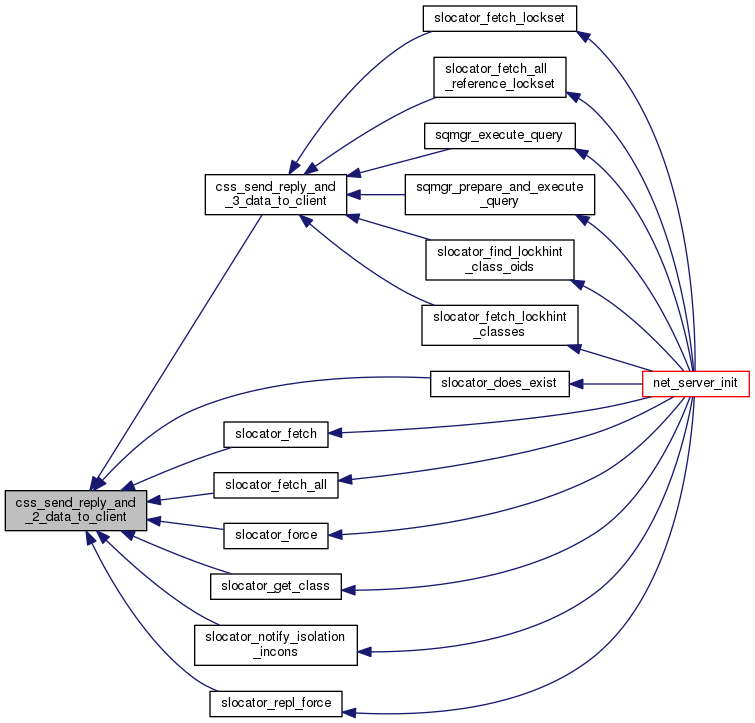 slocator_fetch_lockset
slocator_fetch_all
_reference_lockset
sqmgr_execute_query
css_send_reply_and
_3_data_to_client
sqmgr_prepare_and_execute
_query
slocator_find_lockhint
_class_oids
slocator_fetch_lockhint
_classes
slocator_does_exist
net_server_init
slocator_fetch
slocator_fetch_all
css_send_reply_and
_2_data_to_client
slocator_force
slocator_get_class
slocator_notify_isolation
_incons
slocator_repl_force